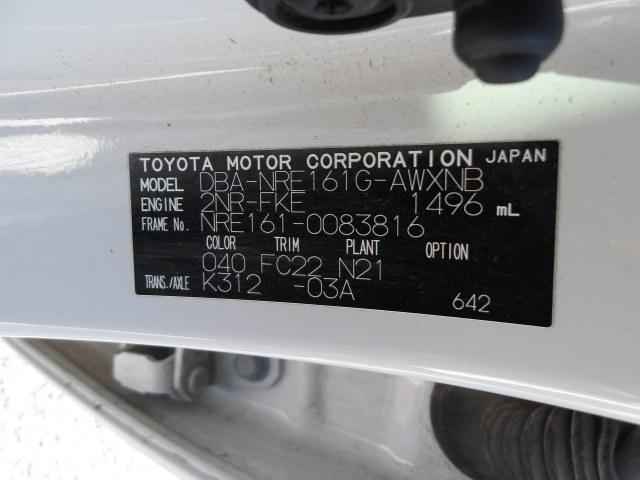 TOYOTA MOTOR CORPORATION JAPAN
MODEL DBA-NRE161G-AWXNB
ENGINE 2NR-FKE 1496 mL
FRAME No. NRE161-0083816
COLOR TRIM PLANT OPTION
040 FC22 N21
TRANS./AXLE K312 -03A
642